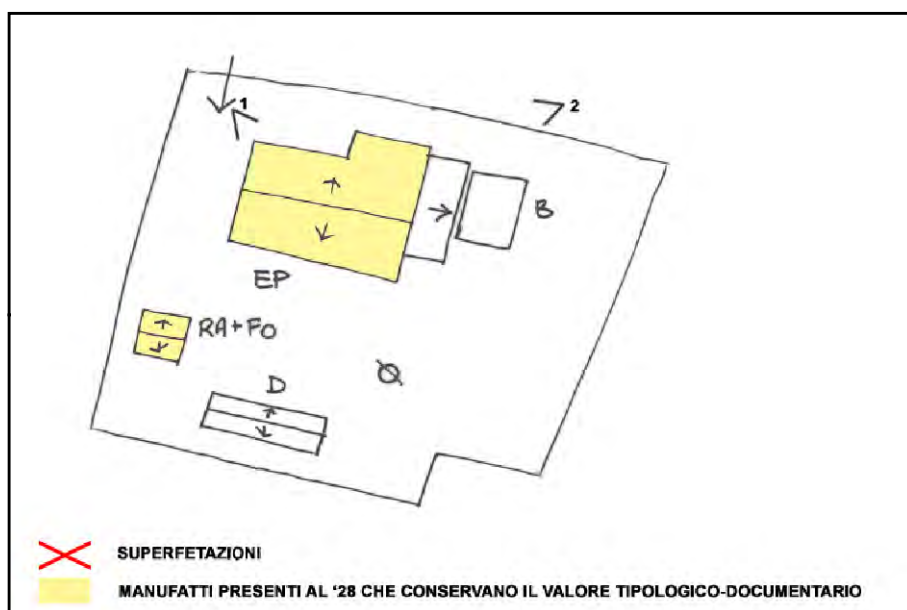 1
2
B
EP
RA+FO
D
SUPERFETAZIONI
MANUFATTI PRESENTI AL '28 CHE CONSERVANO IL VALORE TIPOLOGICO-DOCUMENTARIO